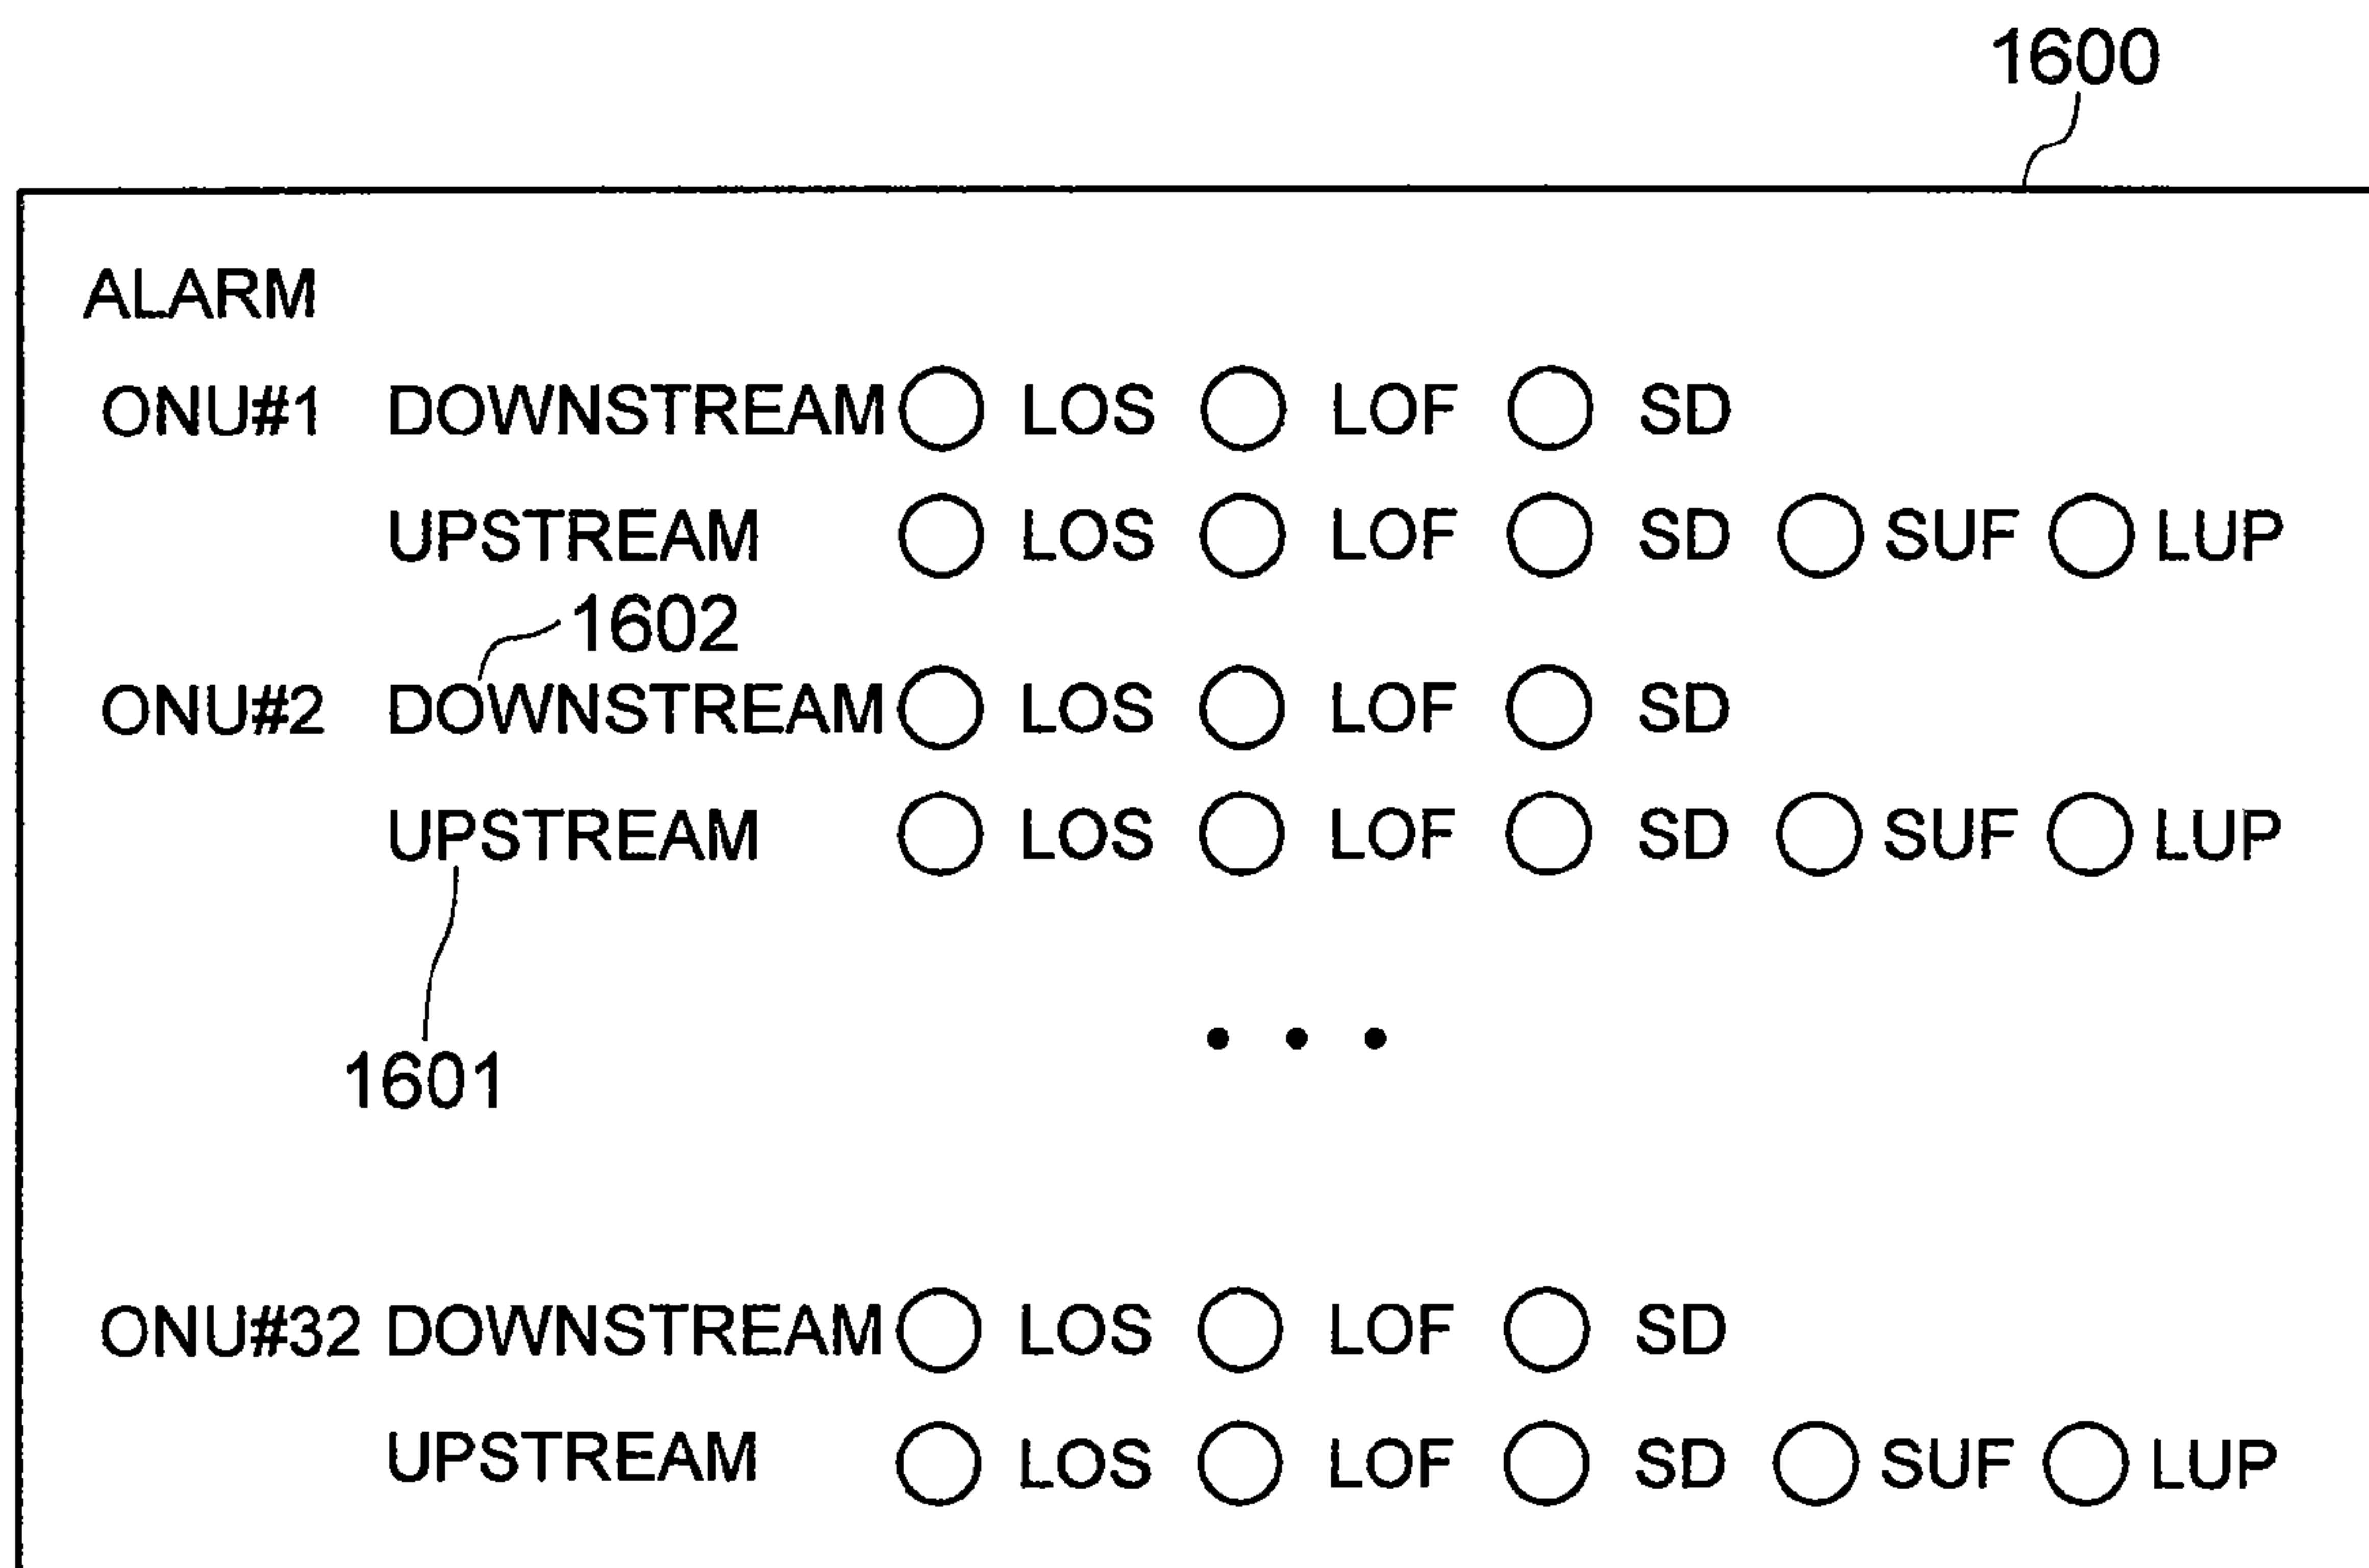 1600
ALARM
ONU#1 DOWNSTREAM LOS LOF SD
UPSTREAM LOS LOF SD SUF LUP
1602
ONU#2 DOWNSTREAM LOS LOF SD
UPSTREAM LOS LOF SD SUF LUP
1601
ONU#32 DOWNSTREAM LOS LOF SD
UPSTREAM LOS LOF SD SUF LUP